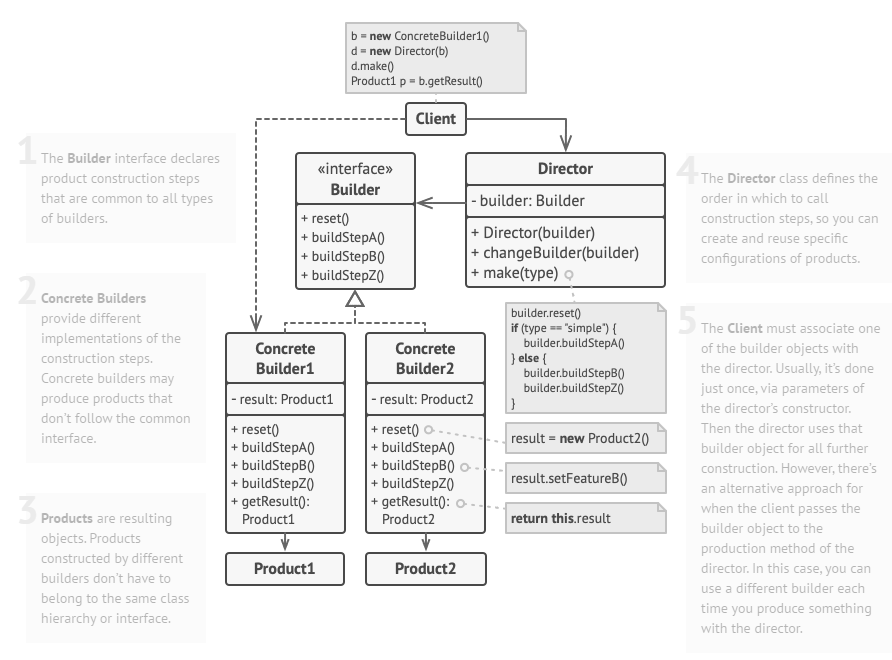 b = new ConcreteBuilder1()
d = new Director(b)
d.make()
Product1 p = b.getResult()
Client
1
The Builder interface declares
product construction steps
that are common to all types
of builders.
«interface»
Builder
+ reset()
+ buildStepA()
+ buildStepB()
+ buildStepZ()
Director
- builder: Builder
+ Director(builder)
+ changeBuilder(builder)
+ make(type)
4
The Director class defines the
order in which to call
construction steps, so you can
create and reuse specific
configurations of products.
2
Concrete Builders
provide different
implementations of the
construction steps.
Concrete builders may
produce products that
don't follow the common
interface.
Concrete
Builder1
- result: Product1
+ reset()
+ buildStepA()
+ buildStepB()
+ buildStepZ()
+ getResult():
Product1
Concrete
Builder2
- result: Product2
+ reset()
+ buildStepA()
+ buildStepB()
+ buildStepZ()
+ getResult():
Product2
builder.reset()
if (type == "simple") {
builder.buildStepA()
} else {
builder.buildStepB()
builder.buildStepZ()
}
result = new Product2()
result.setFeatureB()
return this.result
5
The Client must associate one
of the builder objects with
the director. Usually, it's done
just once, via parameters of
the director's constructor.
Then the director uses that
builder object for all further
construction. However, there's
an alternative approach for
when the client passes the
builder object to the
production method of the
director. In this case, you can
use a different builder each
time you produce something
with the director.
3
Products are resulting
objects. Products
constructed by different
builders don't have to
belong to the same class
hierarchy or interface.
Product1
Product2